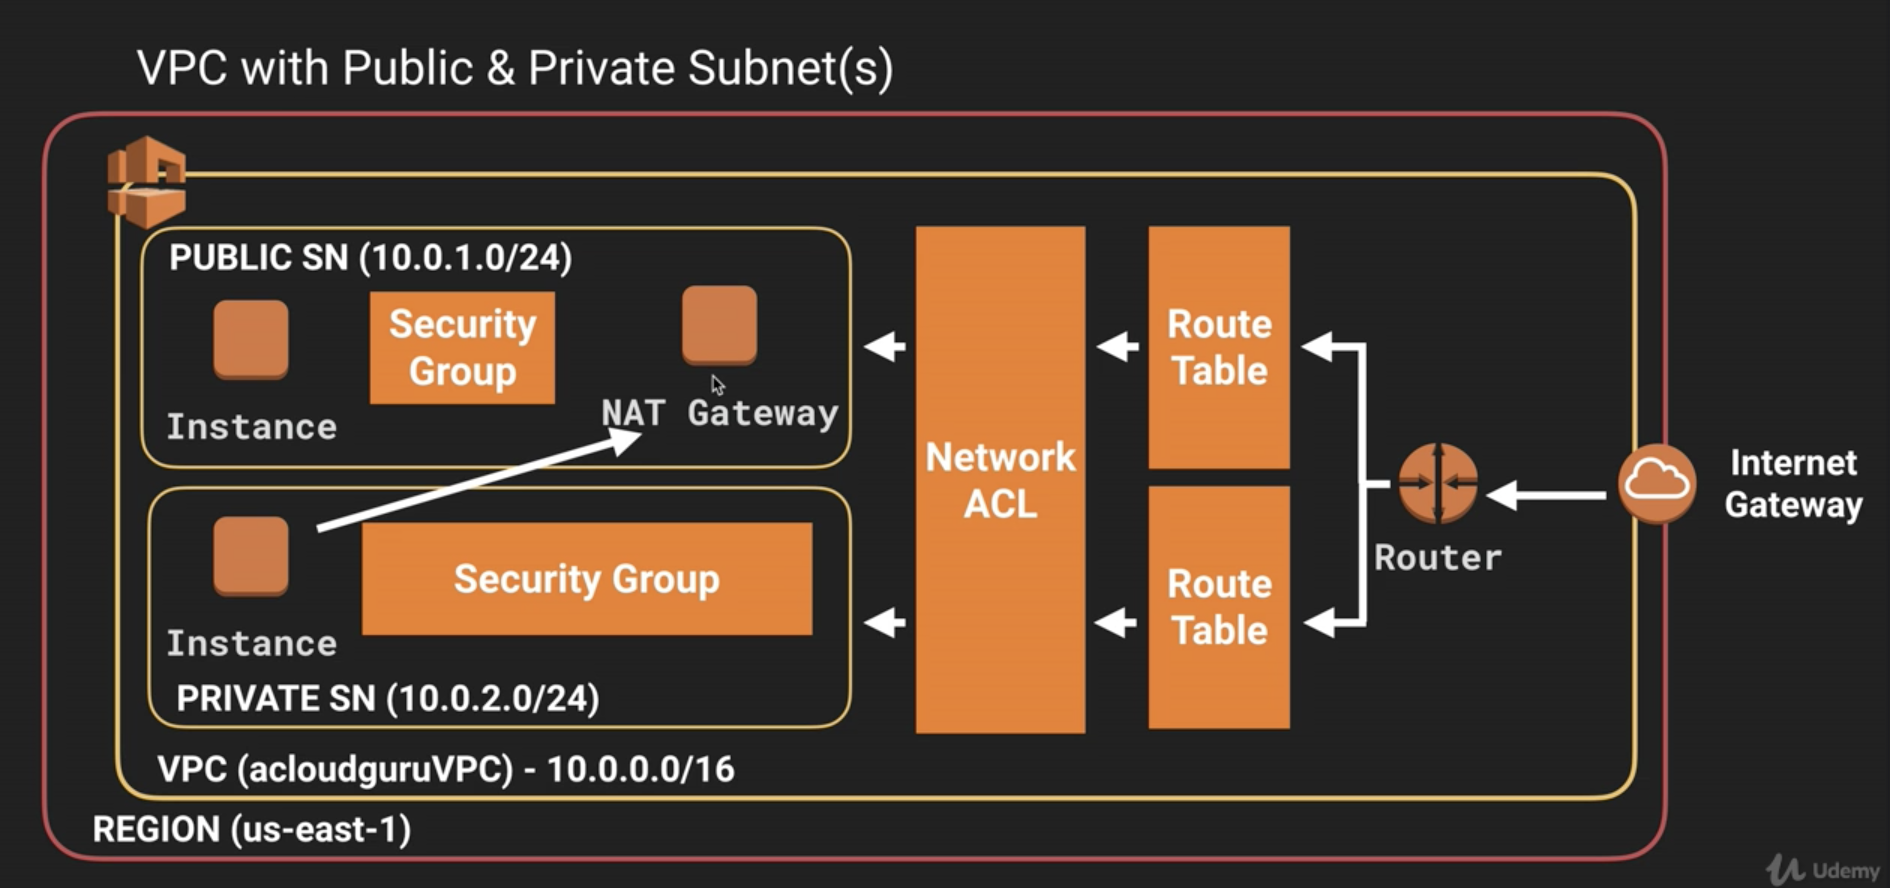 VPC with Public & Private Subnet(s)
PUBLIC SN (10.0.1.0/24)
Instance
Security
Group
NAT Gateway
Instance
Security Group
PRIVATE SN (10.0.2.0/24)
VPC (acloudguruVPC) - 10.0.0.0/16
REGION (us-east-1)
Network
ACL
Route
Table
Route
Table
Router
Internet
Gateway
Udemy